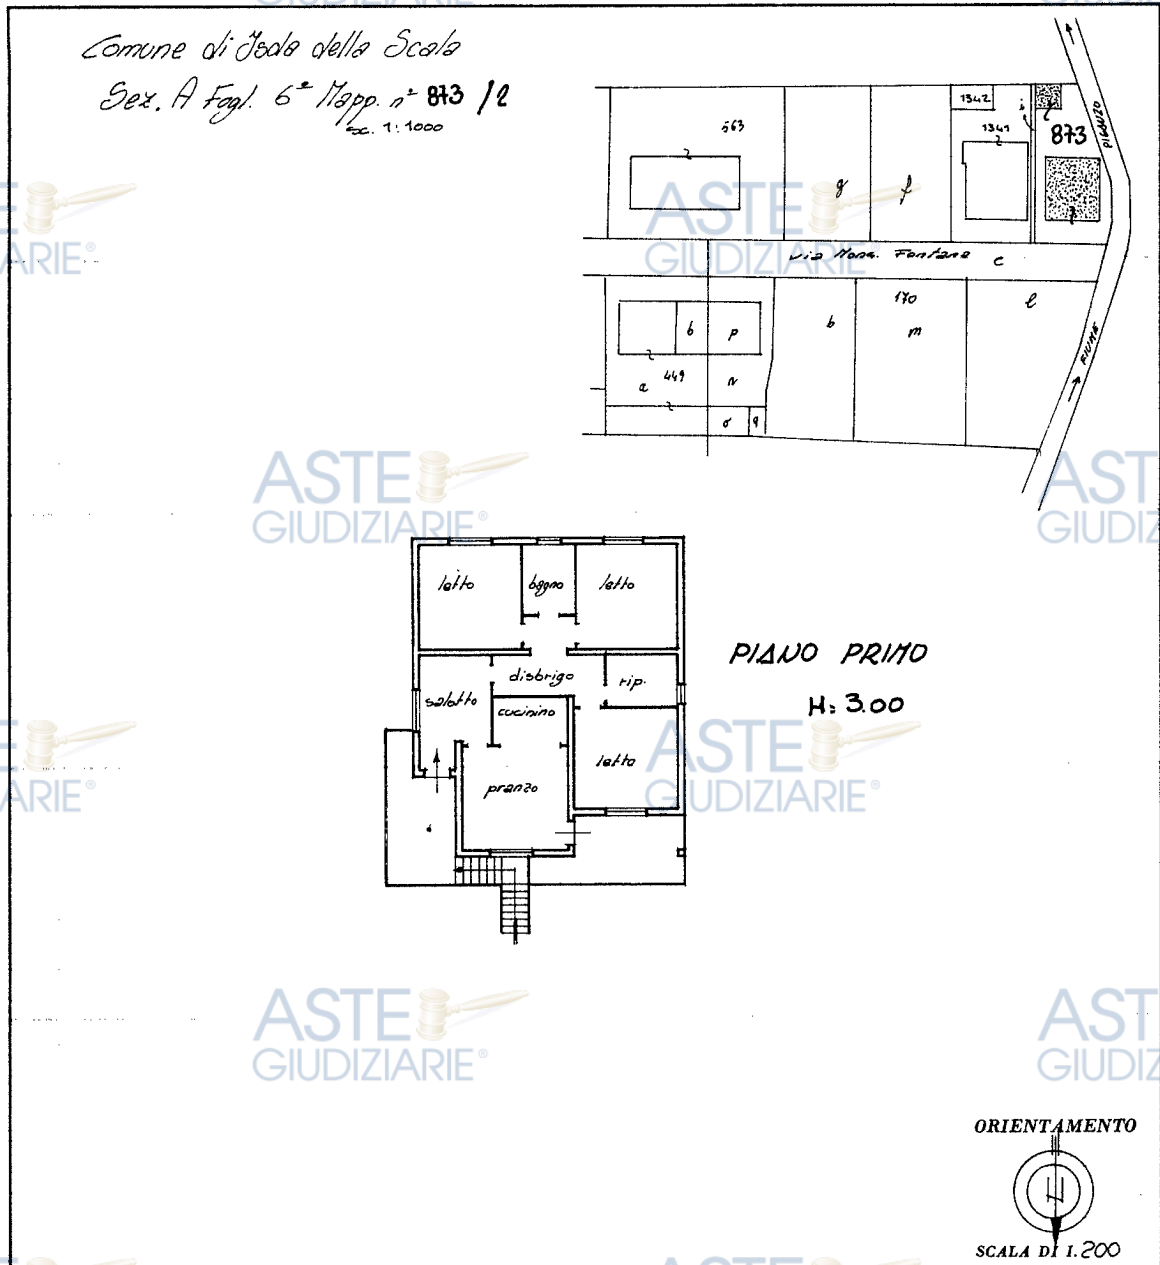 Comune di Isola della Scala
Sez. A Fogl. 6° Mapp. n° 873 /2
sc. 1:1000
563
g
f
1342
1341
i
873
PIGANZO
via Mons. Fontana c
b
p
a
449
n
o
q
b
170
m
l
FIUME
letto
bagno
letto
disbrigo
rip.
salotto
cucinino
letto
pranzo
PIANO PRIMO
H: 3.00
ORIENTAMENTO
SCALA DI 1.200
ASTE
GIUDIZIARIE®